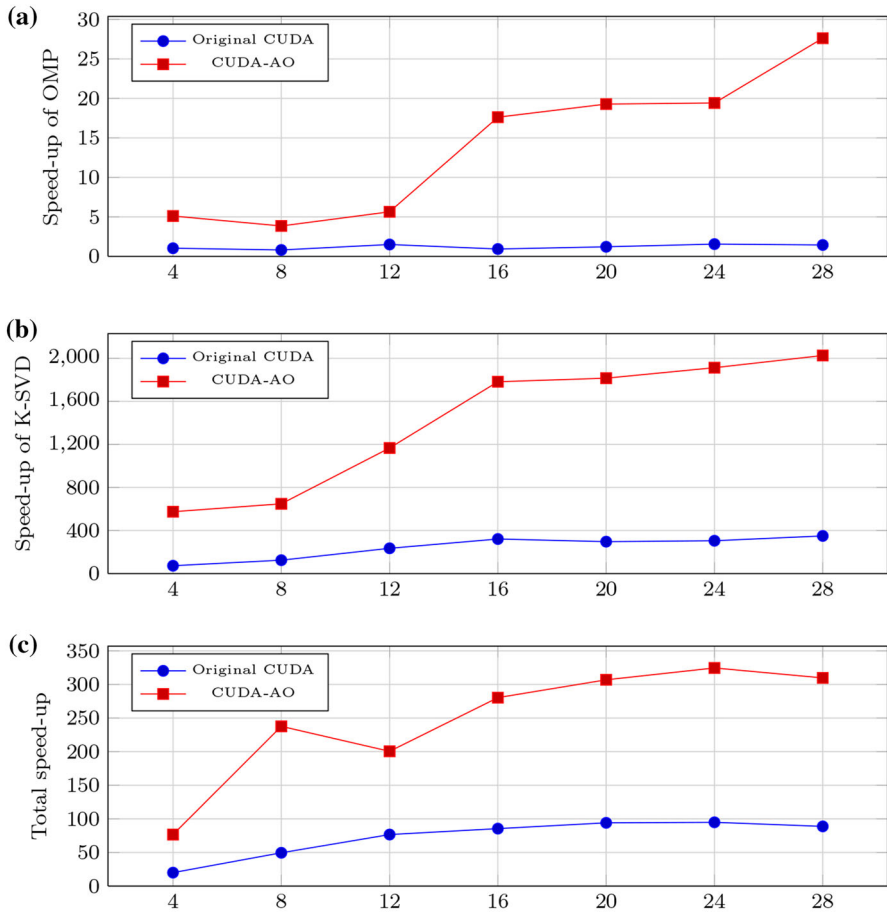 (a)
Speed-up of OMP
30
25
20
15
10
5
0
Original CUDA
CUDA-AO
4 8 12 16 20 24 28
(b)
Speed-up of K-SVD
2,000
1,600
1,200
800
400
0
Original CUDA
CUDA-AO
4 8 12 16 20 24 28
(c)
Total speed-up
350
300
250
200
150
100
50
0
Original CUDA
CUDA-AO
4 8 12 16 20 24 28